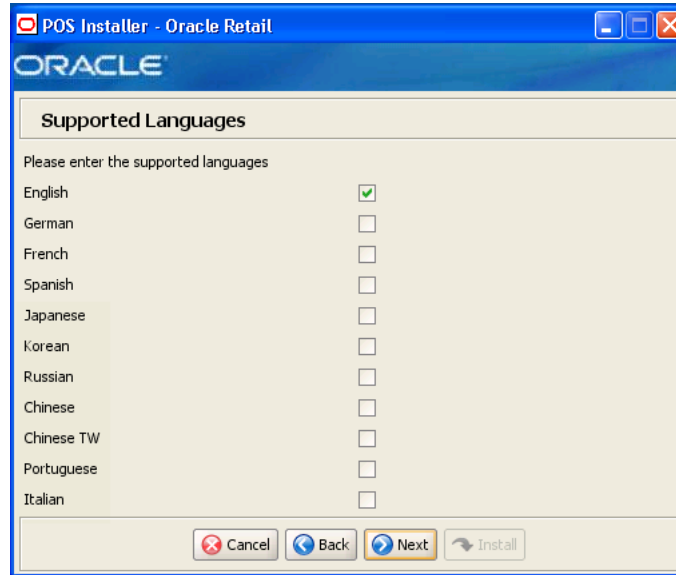 POS Installer - Oracle Retail
ORACLE
Supported Languages
Please enter the supported languages
English
German
French
Spanish
Japanese
Korean
Russian
Chinese
Chinese TW
Portuguese
Italian
Cancel
Back
Next
Install